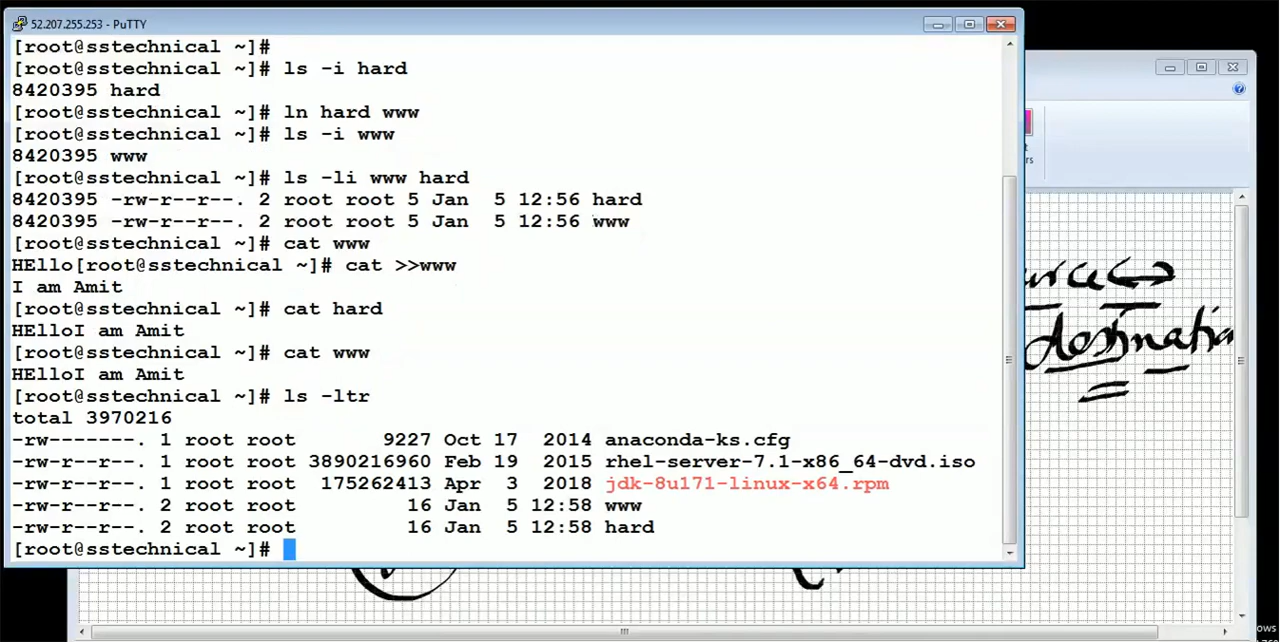 52.207.255.253 - PuTTY
[root@sstechnical ~]#
[root@sstechnical ~]# ls -i hard
8420395 hard
[root@sstechnical ~]# ln hard www
[root@sstechnical ~]# ls -i www
8420395 www
[root@sstechnical ~]# ls -li www hard
8420395 -rw-r--r--. 2 root root 5 Jan  5 12:56 hard
8420395 -rw-r--r--. 2 root root 5 Jan  5 12:56 www
[root@sstechnical ~]# cat www
HEllo[root@sstechnical ~]# cat >>www
I am Amit
[root@sstechnical ~]# cat hard
HElloI am Amit
[root@sstechnical ~]# cat www
HElloI am Amit
[root@sstechnical ~]# ls -ltr
total 3970216
-rw-------. 1 root root       9227 Oct 17  2014 anaconda-ks.cfg
-rw-r--r--. 1 root root 3890216960 Feb 19  2015 rhel-server-7.1-x86_64-dvd.iso
-rw-r--r--. 1 root root  175262413 Apr  3  2018 jdk-8u171-linux-x64.rpm
-rw-r--r--. 2 root root         16 Jan  5 12:58 www
-rw-r--r--. 2 root root         16 Jan  5 12:58 hard
[root@sstechnical ~]#